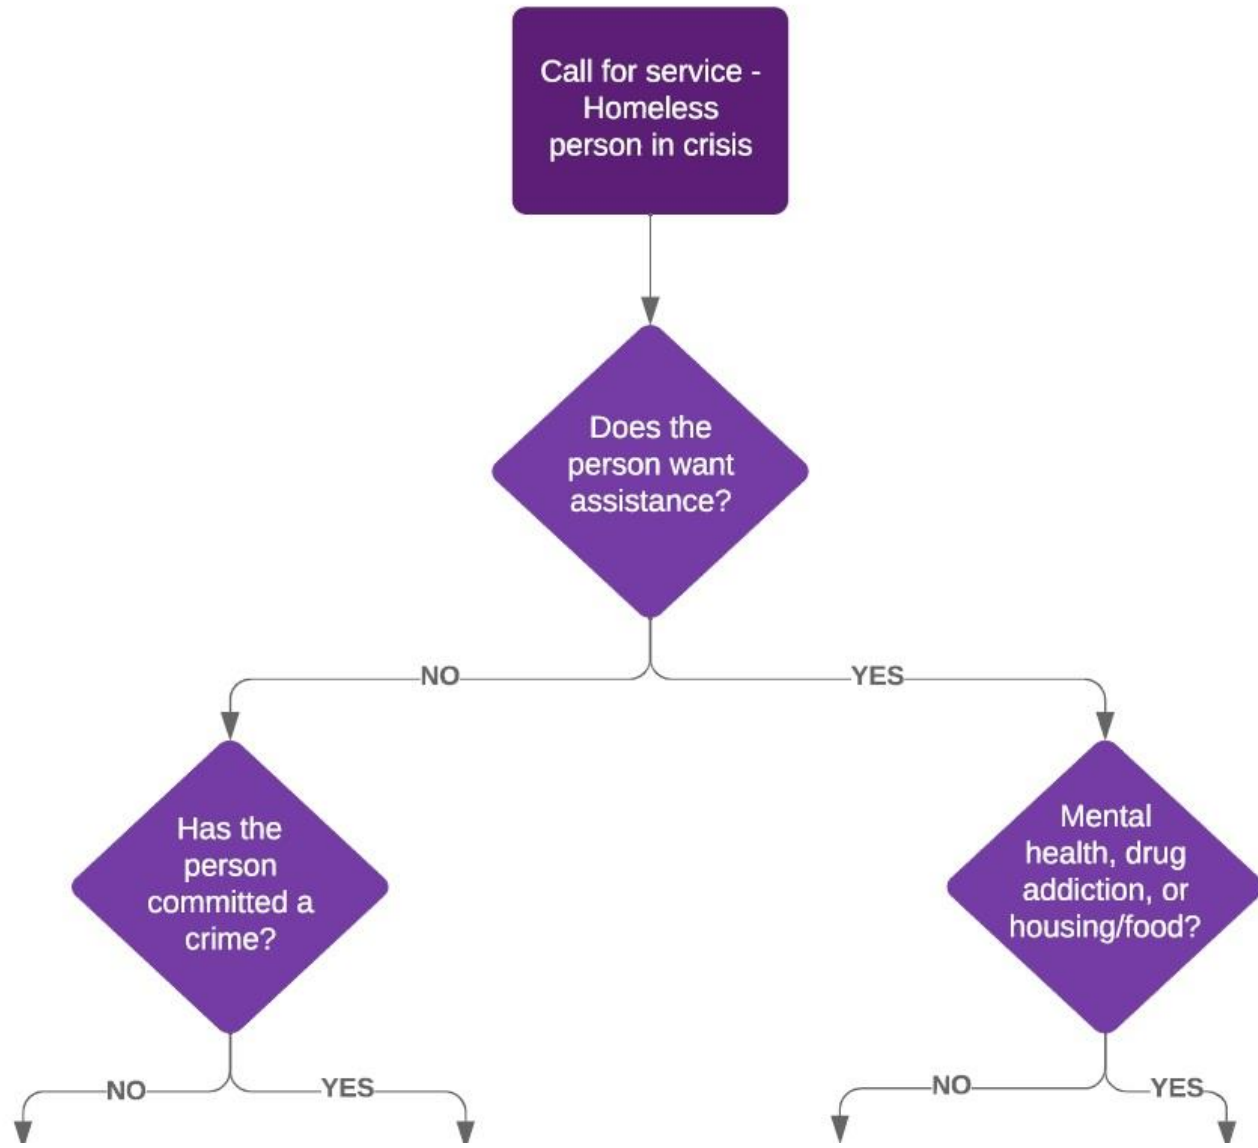 Call for service -
Homeless
person in crisis
Does the
person want
assistance?
NO
YES
Has the
person
committed a
crime?
Mental
health, drug
addiction, or
housing/food?
NO
YES
NO
YES